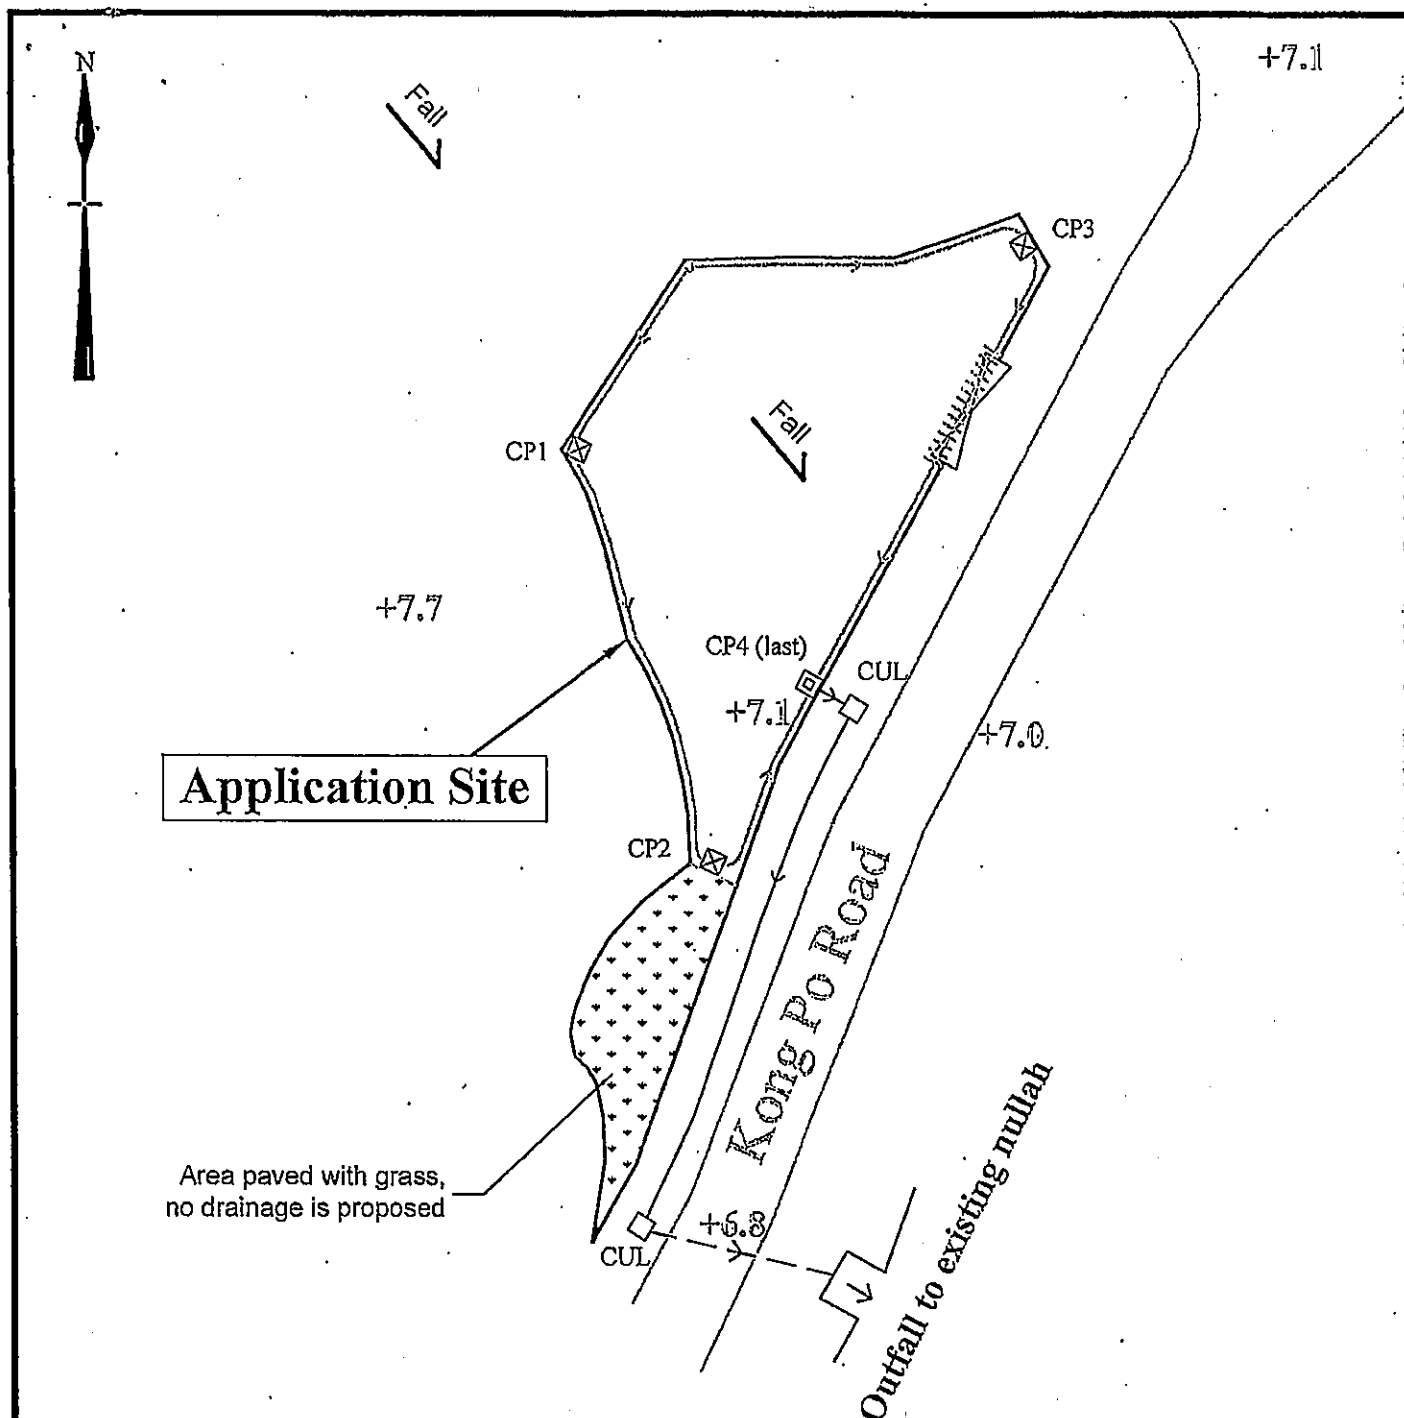 +7.1
N
Fall
CP3
Fall
CP1
+7.7
CP4 (last)
CUL
+7.1
+7.0
Application Site
CP2
Kong Po Road
Area paved with grass,
no drainage is proposed
+6.8
CUL
Outfall to existing nullah